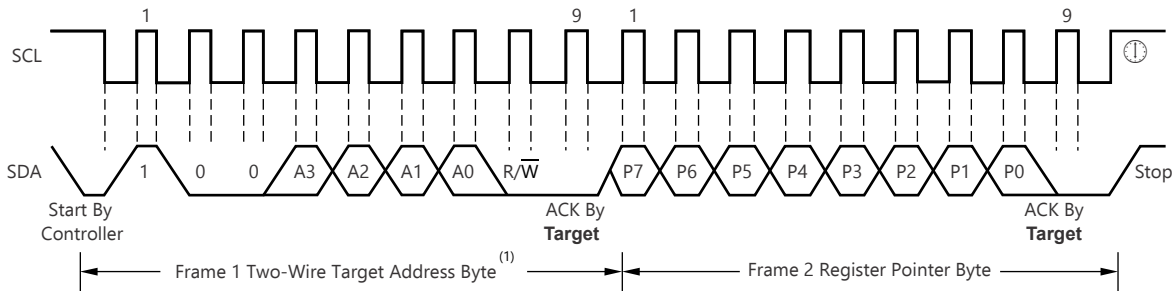 1 9 1 9
SCL
SDA 1 0 0 A3 A2 A1 A0 R/W̅ P7 P6 P5 P4 P3 P2 P1 P0 Stop
Start By
Controller
ACK By
Target
ACK By
Target
Frame 1 Two-Wire Target Address Byte (1)
Frame 2 Register Pointer Byte